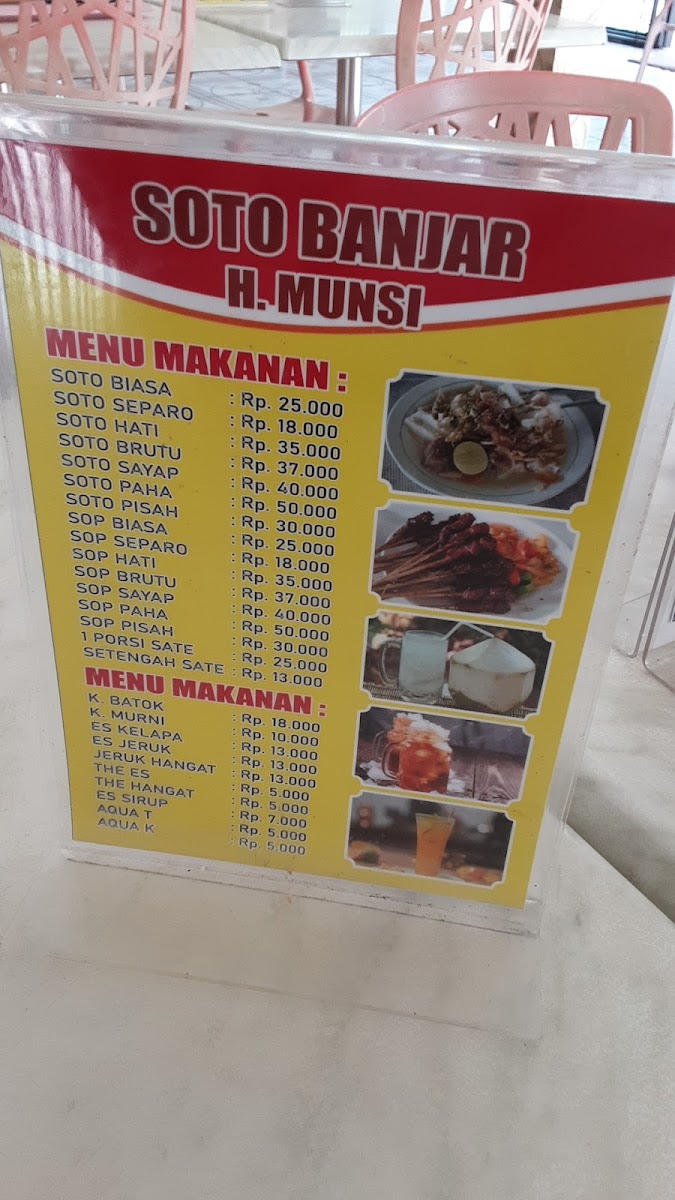 SOTO BANJAR
H. MUNSI
MENU MAKANAN :
SOTO BIASA : Rp. 25.000
SOTO SEPARO : Rp. 18.000
SOTO HATI : Rp. 35.000
SOTO BRUTU : Rp. 37.000
SOTO SAYAP : Rp. 40.000
SOTO PAHA : Rp. 50.000
SOTO PISAH : Rp. 30.000
SOP BIASA : Rp. 25.000
SOP SEPARO : Rp. 18.000
SOP HATI : Rp. 35.000
SOP BRUTU : Rp. 37.000
SOP SAYAP : Rp. 40.000
SOP PAHA : Rp. 50.000
SOP PISAH : Rp. 30.000
1 PORSI SATE : Rp. 25.000
SETENGAH SATE : Rp. 13.000
MENU MAKANAN :
K. BATOK : Rp. 18.000
K. MURNI : Rp. 10.000
ES KELAPA : Rp. 13.000
ES JERUK : Rp. 13.000
JERUK HANGAT : Rp. 13.000
THE ES : Rp. 5.000
THE HANGAT : Rp. 5.000
ES SIRUP : Rp. 7.000
AQUA T : Rp. 5.000
AQUA K : Rp. 5.000